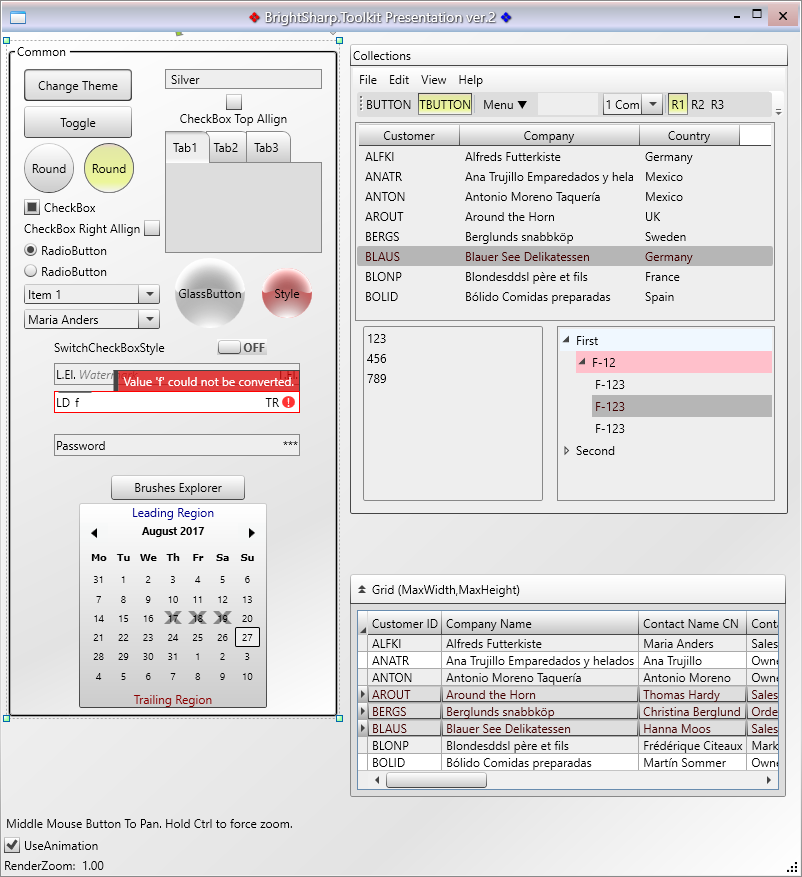 BrightSharp.Toolkit Presentation ver.2
Common
Change Theme
Silver
Toggle
CheckBox Top Allign
Round
Round
Tab1 Tab2 Tab3
CheckBox
CheckBox Right Allign
RadioButton
RadioButton
Item 1
Maria Anders
GlassButton
Style
SwitchCheckBoxStyle
OFF
L.El.
Value 'f' could not be converted.
LD f TR
Password ***
Brushes Explorer
Leading Region
August 2017
Mo Tu We Th Fr Sa Su
31 1 2 3 4 5 6
7 8 9 10 11 12 13
14 15 16 17 18 19 20
21 22 23 24 25 26 27
28 29 30 31 1 2 3
4 5 6 7 8 9 10
Trailing Region
Collections
File Edit View Help
BUTTON TBUTTON Menu 1 Com R1 R2 R3
Customer Company Country
ALFKI Alfreds Futterkiste Germany
ANATR Ana Trujillo Emparedados y hela Mexico
ANTON Antonio Moreno Taquería Mexico
AROUT Around the Horn UK
BERGS Berglunds snabbköp Sweden
BLAUS Blauer See Delikatessen Germany
BLONP Blondesddsl père et fils France
BOLID Bólido Comidas preparadas Spain
123
456
789
First
F-12
F-123
F-123
F-123
Second
Grid (MaxWidth,MaxHeight)
Customer ID Company Name Contact Name CN Conta
ALFKI Alfreds Futterkiste Maria Anders Sales
ANATR Ana Trujillo Emparedados y helados Ana Trujillo Owne
ANTON Antonio Moreno Taquería Antonio Moreno Owne
AROUT Around the Horn Thomas Hardy Sales
BERGS Berglunds snabbköp Christina Berglund Orde
BLAUS Blauer See Delikatessen Hanna Moos Sales
BLONP Blondesddsl père et fils Frédérique Citeaux Mark
BOLID Bólido Comidas preparadas Martín Sommer Owne
Middle Mouse Button To Pan. Hold Ctrl to force zoom.
UseAnimation
RenderZoom: 1.00